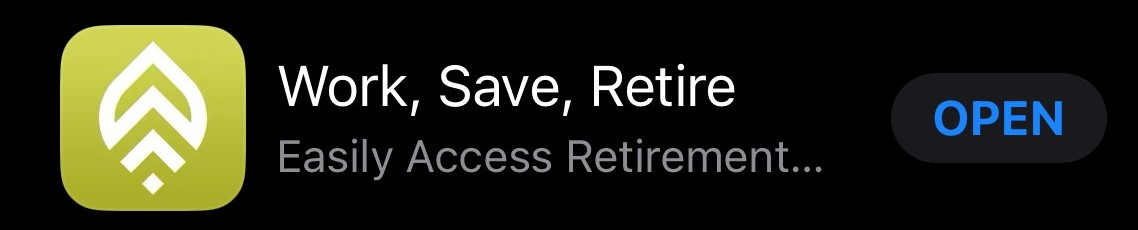 Work, Save, Retire
Easily Access Retirement...
OPEN